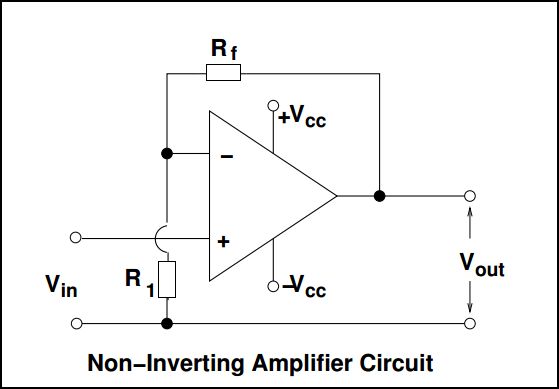 Rf
+Vcc
−
+
Vin
R1
−Vcc
Vout
Non−Inverting Amplifier Circuit